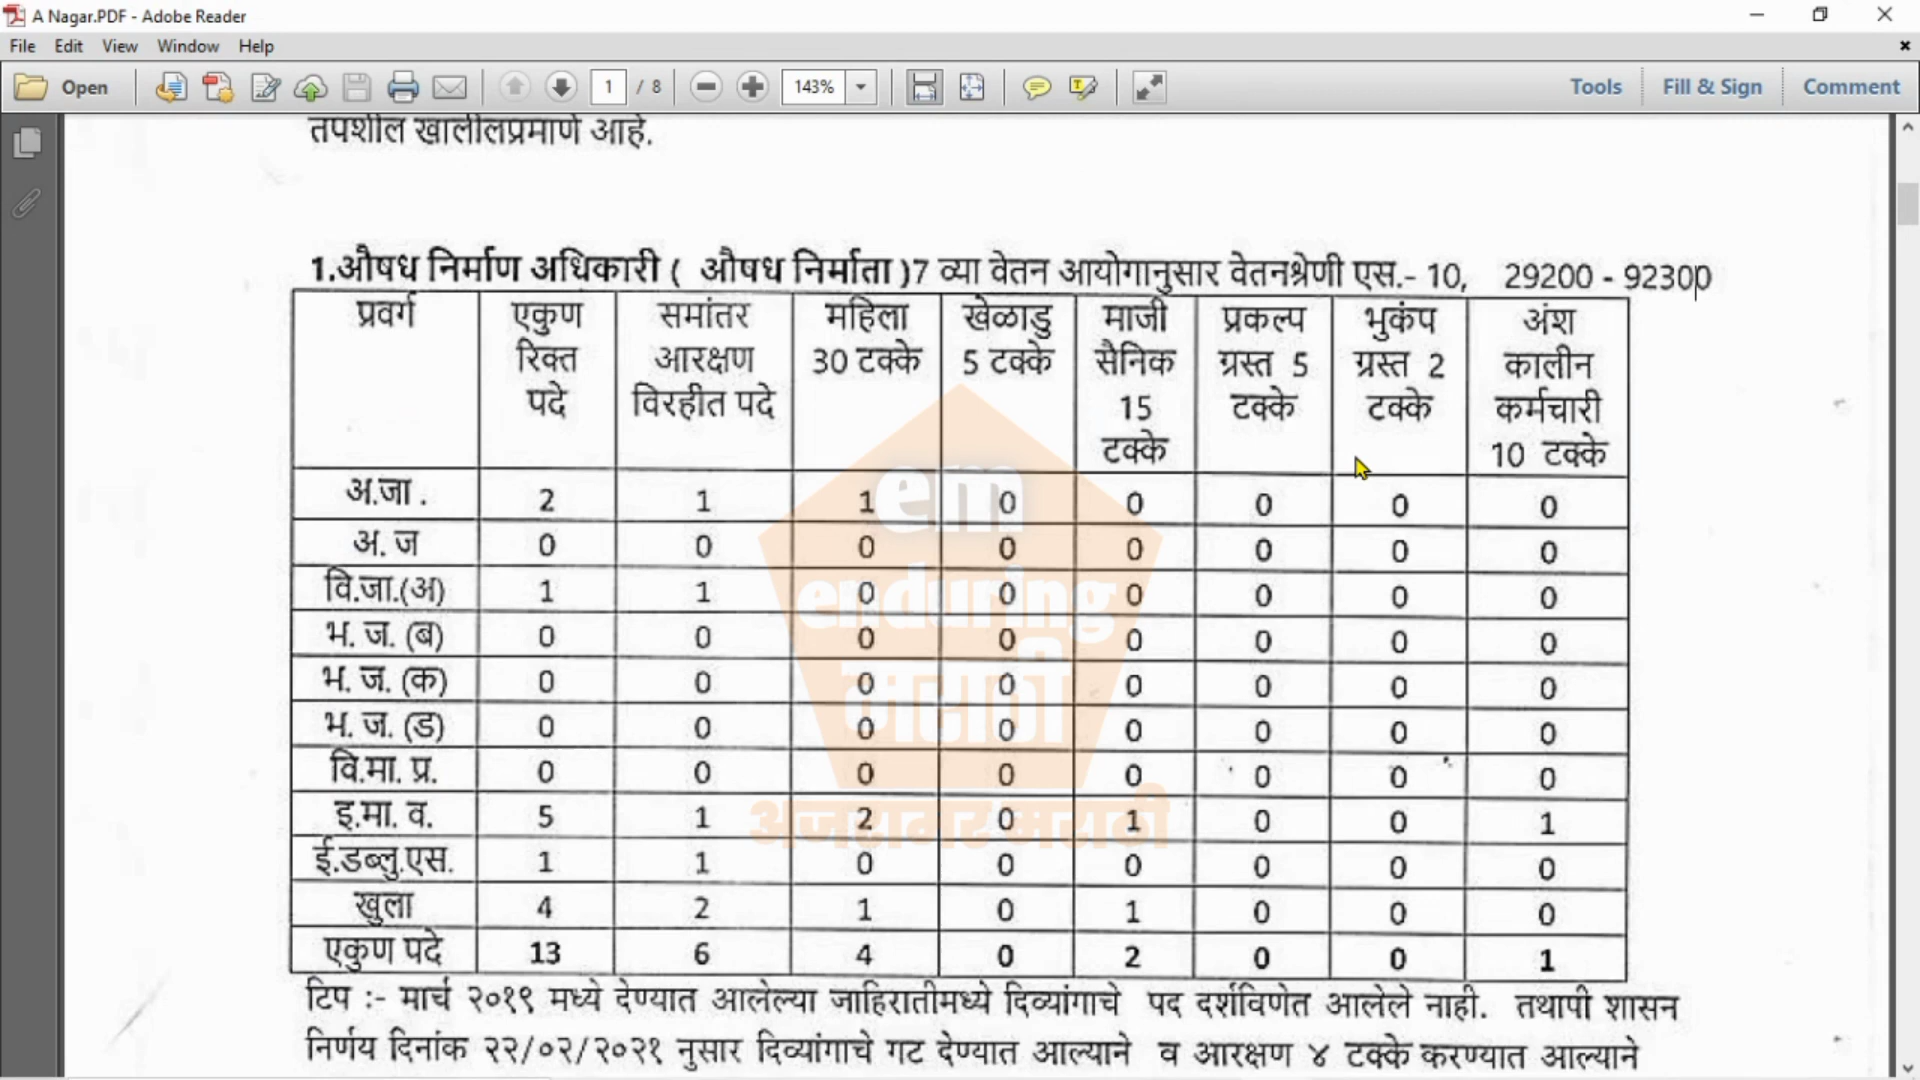 A Nagar.PDF - Adobe Reader
File Edit View Window Help
Open 1 / 8 143% Tools Fill & Sign Comment
तपशील खालीलप्रमाणे आहे.
1.औषध निर्माण अधिकारी ( औषध निर्माता )7 व्या वेतन आयोगानुसार वेतनश्रेणी एस.- 10, 29200 - 92300
प्रवर्ग एकुण रिक्त पदे समांतर आरक्षण विरहीत पदे महिला 30 टक्के खेळाडु 5 टक्के माजी सैनिक 15 टक्के प्रकल्प ग्रस्त 5 टक्के भुकंप ग्रस्त 2 टक्के अंश कालीन कर्मचारी 10 टक्के
अ.जा . 2 1 1 0 0 0 0 0
अ. ज 0 0 0 0 0 0 0 0
वि.जा.(अ) 1 1 0 0 0 0 0 0
भ. ज. (ब) 0 0 0 0 0 0 0 0
भ. ज. (क) 0 0 0 0 0 0 0 0
भ. ज. (ड) 0 0 0 0 0 0 0 0
वि.मा. प्र. 0 0 0 0 0 0 0 0
इ.मा. व. 5 1 2 0 1 0 0 1
ई.डब्लु.एस. 1 1 0 0 0 0 0 0
खुला 4 2 1 0 1 0 0 0
एकुण पदे 13 6 4 0 2 0 0 1
टिप :- मार्च २०१९ मध्ये देण्यात आलेल्या जाहिरातीमध्ये दिव्यांगाचे पद दर्शविणेत आलेले नाही. तथापी शासन
निर्णय दिनांक २२/०२/२०२१ नुसार दिव्यांगाचे गट देण्यात आल्याने व आरक्षण ४ टक्के करण्यात आल्याने
em
enduring
मराठी
अजरामर मराठी